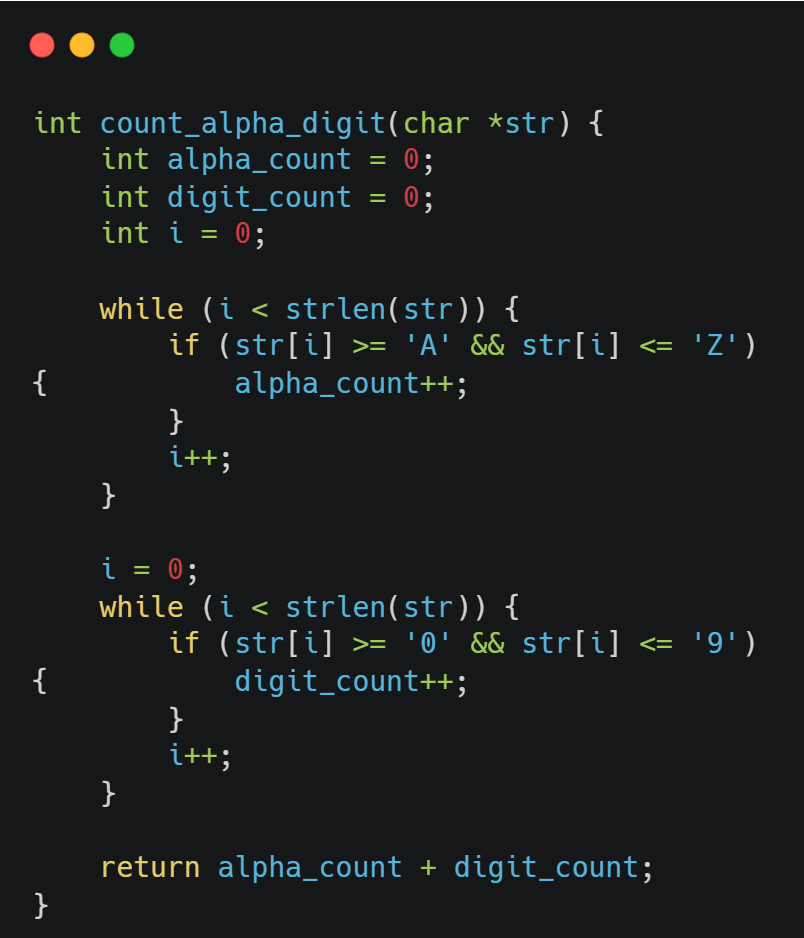 int count_alpha_digit(char *str) {
    int alpha_count = 0;
    int digit_count = 0;
    int i = 0;

    while (i < strlen(str)) {
        if (str[i] >= 'A' && str[i] <= 'Z')
{           alpha_count++;
        }
        i++;
    }

    i = 0;
    while (i < strlen(str)) {
        if (str[i] >= '0' && str[i] <= '9')
{           digit_count++;
        }
        i++;
    }

    return alpha_count + digit_count;
}